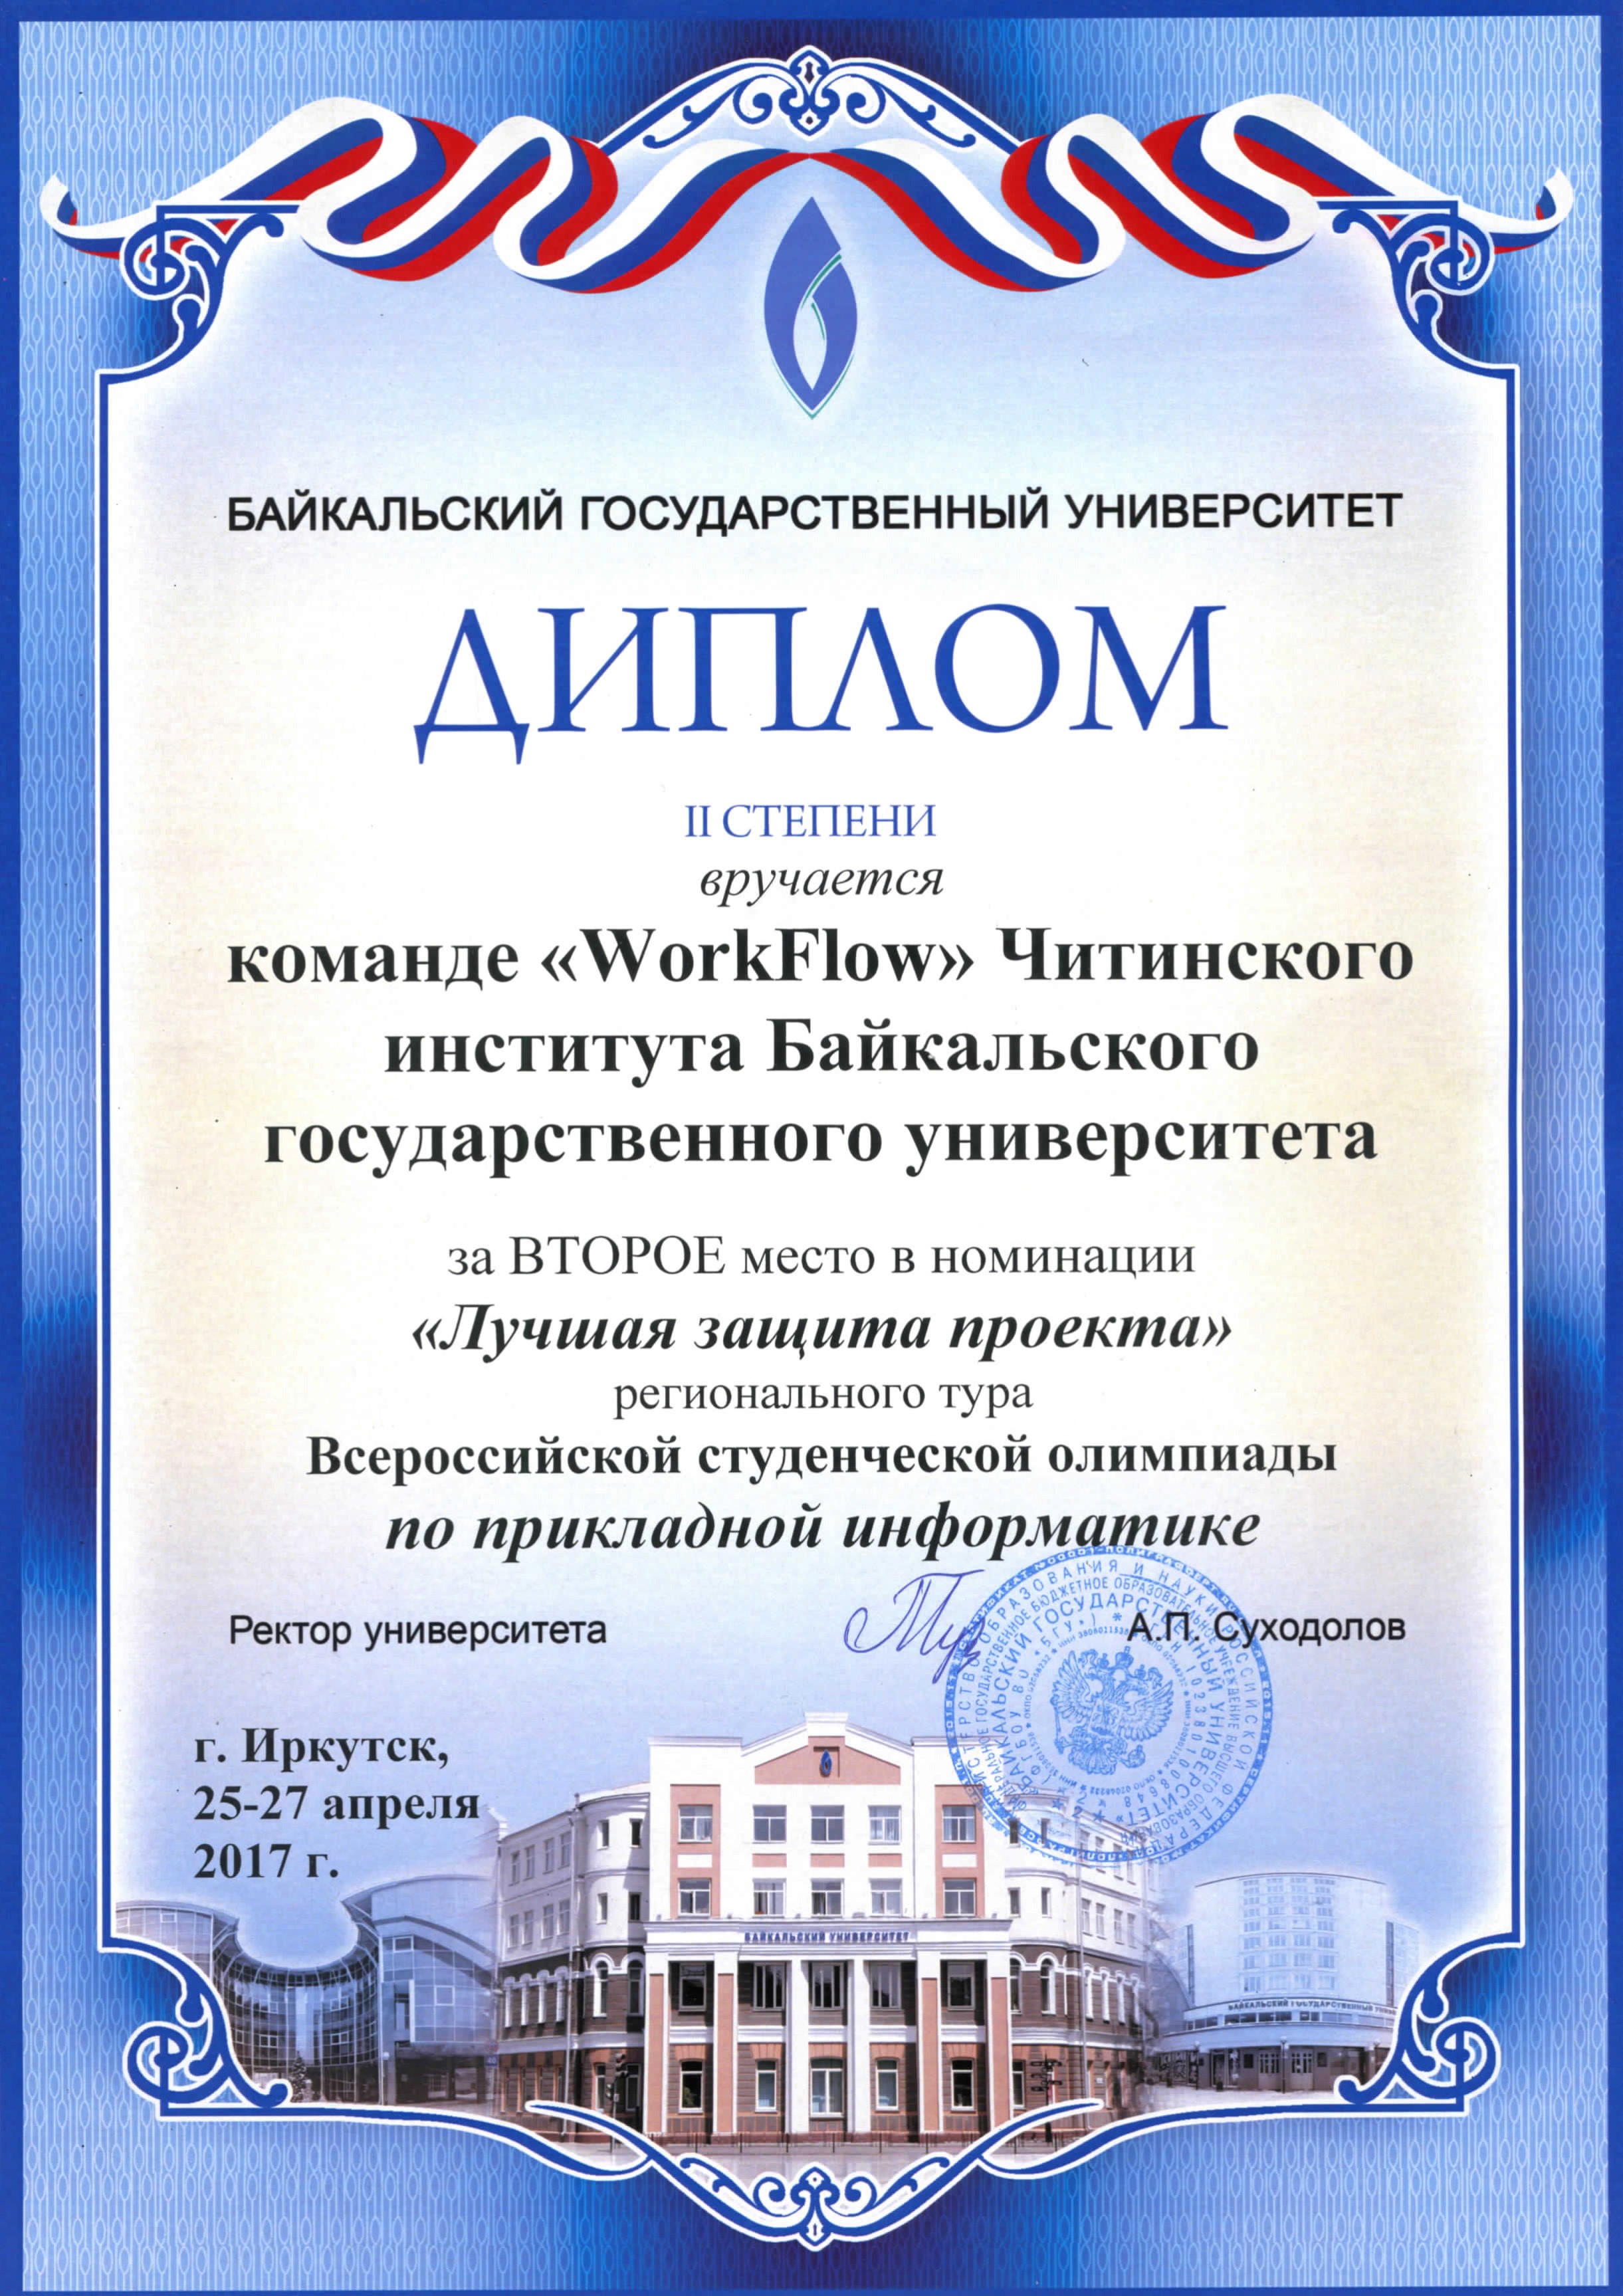 БАЙКАЛЬСКИЙ ГОСУДАРСТВЕННЫЙ УНИВЕРСИТЕТ
ДИПЛОМ
II СТЕПЕНИ
вручается
команде «WorkFlow» Читинского
института Байкальского
государственного университета
за ВТОРОЕ место в номинации
«Лучшая защита проекта»
регионального тура
Всероссийской студенческой олимпиады
по прикладной информатике
Ректор университета
А.П. Суходолов
г. Иркутск,
25-27 апреля
2017 г.
БАЙКАЛЬСКИЙ УНИВЕРСИТЕТ
БАЙКАЛЬСКИЙ ГОСУДАРСТВЕННЫЙ